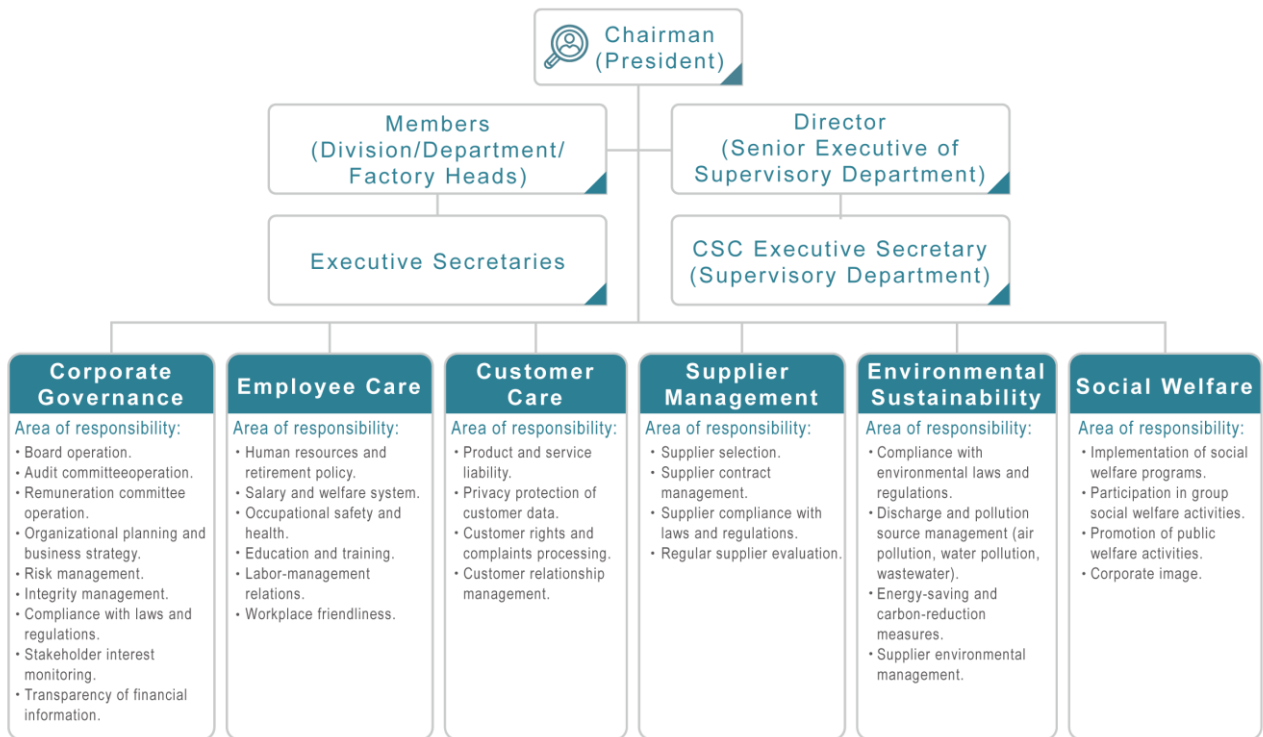 Chairman
(President)
Members
(Division/Department/
Factory Heads)
Director
(Senior Executive of
Supervisory Department)
Executive Secretaries
CSC Executive Secretary
(Supervisory Department)
Corporate
Governance
Area of responsibility:
• Board operation.
• Audit committeeoperation.
• Remuneration committee
operation.
• Organizational planning and
business strategy.
• Risk management.
• Integrity management.
• Compliance with laws and
regulations.
• Stakeholder interest
monitoring.
• Transparency of financial
information.
Employee Care
Area of responsibility:
• Human resources and
retirement policy.
• Salary and welfare system.
• Occupational safety and
health.
• Education and training.
• Labor-management
relations.
• Workplace friendliness.
Customer
Care
Area of responsibility:
• Product and service
liability.
• Privacy protection of
customer data.
• Customer rights and
complaints processing.
• Customer relationship
management.
Supplier
Management
Area of responsibility:
• Supplier selection.
• Supplier contract
management.
• Supplier compliance with
laws and regulations.
• Regular supplier evaluation.
Environmental
Sustainability
Area of responsibility:
• Compliance with
environmental laws and
regulations.
• Discharge and pollution
source management (air
pollution, water pollution,
wastewater).
• Energy-saving and
carbon-reduction
measures.
• Supplier environmental
management.
Social Welfare
Area of responsibility:
• Implementation of social
welfare programs.
• Participation in group
social welfare activities.
• Promotion of public
welfare activities.
• Corporate image.